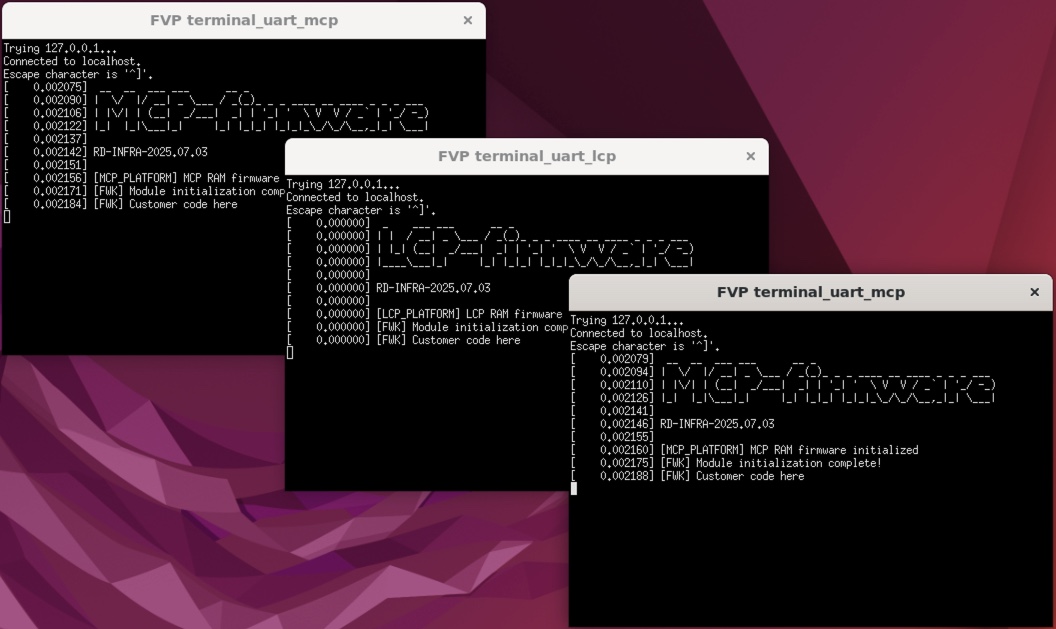 FVP terminal_uart_mcp
Trying 127.0.0.1...
Connected to localhost.
Escape character is '^]'.
[    0.002075]
[    0.002090]
[    0.002106]
[    0.002122]
MCP-firmware
[    0.002137]
[    0.002142] RD-INFRA-2025.07.03
[    0.002151]
[    0.002156] [MCP_PLATFORM] MCP RAM firmware
[    0.002171] [FWK] Module initialization comp
[    0.002184] [FWK] Customer code here
FVP terminal_uart_lcp
Trying 127.0.0.1...
Connected to localhost.
Escape character is '^]'.
[    0.000000]
[    0.000000]
[    0.000000]
[    0.000000]
LCP-firmware
[    0.000000]
[    0.000000] RD-INFRA-2025.07.03
[    0.000000]
[    0.000000] [LCP_PLATFORM] LCP RAM firmware
[    0.000000] [FWK] Module initialization comp
[    0.000000] [FWK] Customer code here
FVP terminal_uart_mcp
Trying 127.0.0.1...
Connected to localhost.
Escape character is '^]'.
[    0.002079]
[    0.002094]
[    0.002110]
[    0.002126]
MCP-firmware
[    0.002141]
[    0.002146] RD-INFRA-2025.07.03
[    0.002155]
[    0.002160] [MCP_PLATFORM] MCP RAM firmware initialized
[    0.002175] [FWK] Module initialization complete!
[    0.002188] [FWK] Customer code here